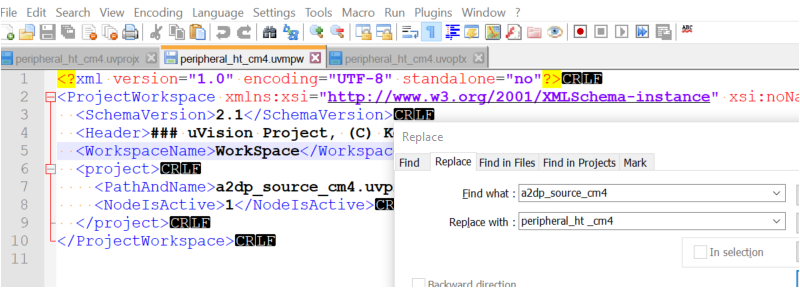 File Edit Search View Encoding Language Settings Tools Macro Run Plugins Window ?
ABC
peripheral_ht_cm4.uvprojx peripheral_ht_cm4.uvmpw peripheral_ht_cm4.uvoptx
1 <?xml version="1.0" encoding="UTF-8" standalone="no"?>CRLF
2 <ProjectWorkspace xmlns:xsi="http://www.w3.org/2001/XMLSchema-instance" xsi:noNa
3 <SchemaVersion>2.1</SchemaVersion>CRLF
4 <Header>### uVision Project, (C) K
5 <WorkspaceName>WorkSpace</Workspac
6 <project>CRLF
7 <PathAndName>a2dp_source_cm4.uvp
8 <NodeIsActive>1</NodeIsActive>CR
9 </project>CRLF
10 </ProjectWorkspace>CRLF
11
Replace
Find Replace Find in Files Find in Projects Mark
Find what : a2dp_source_cm4
Replace with : peripheral_ht _cm4
In selection
Backward direction